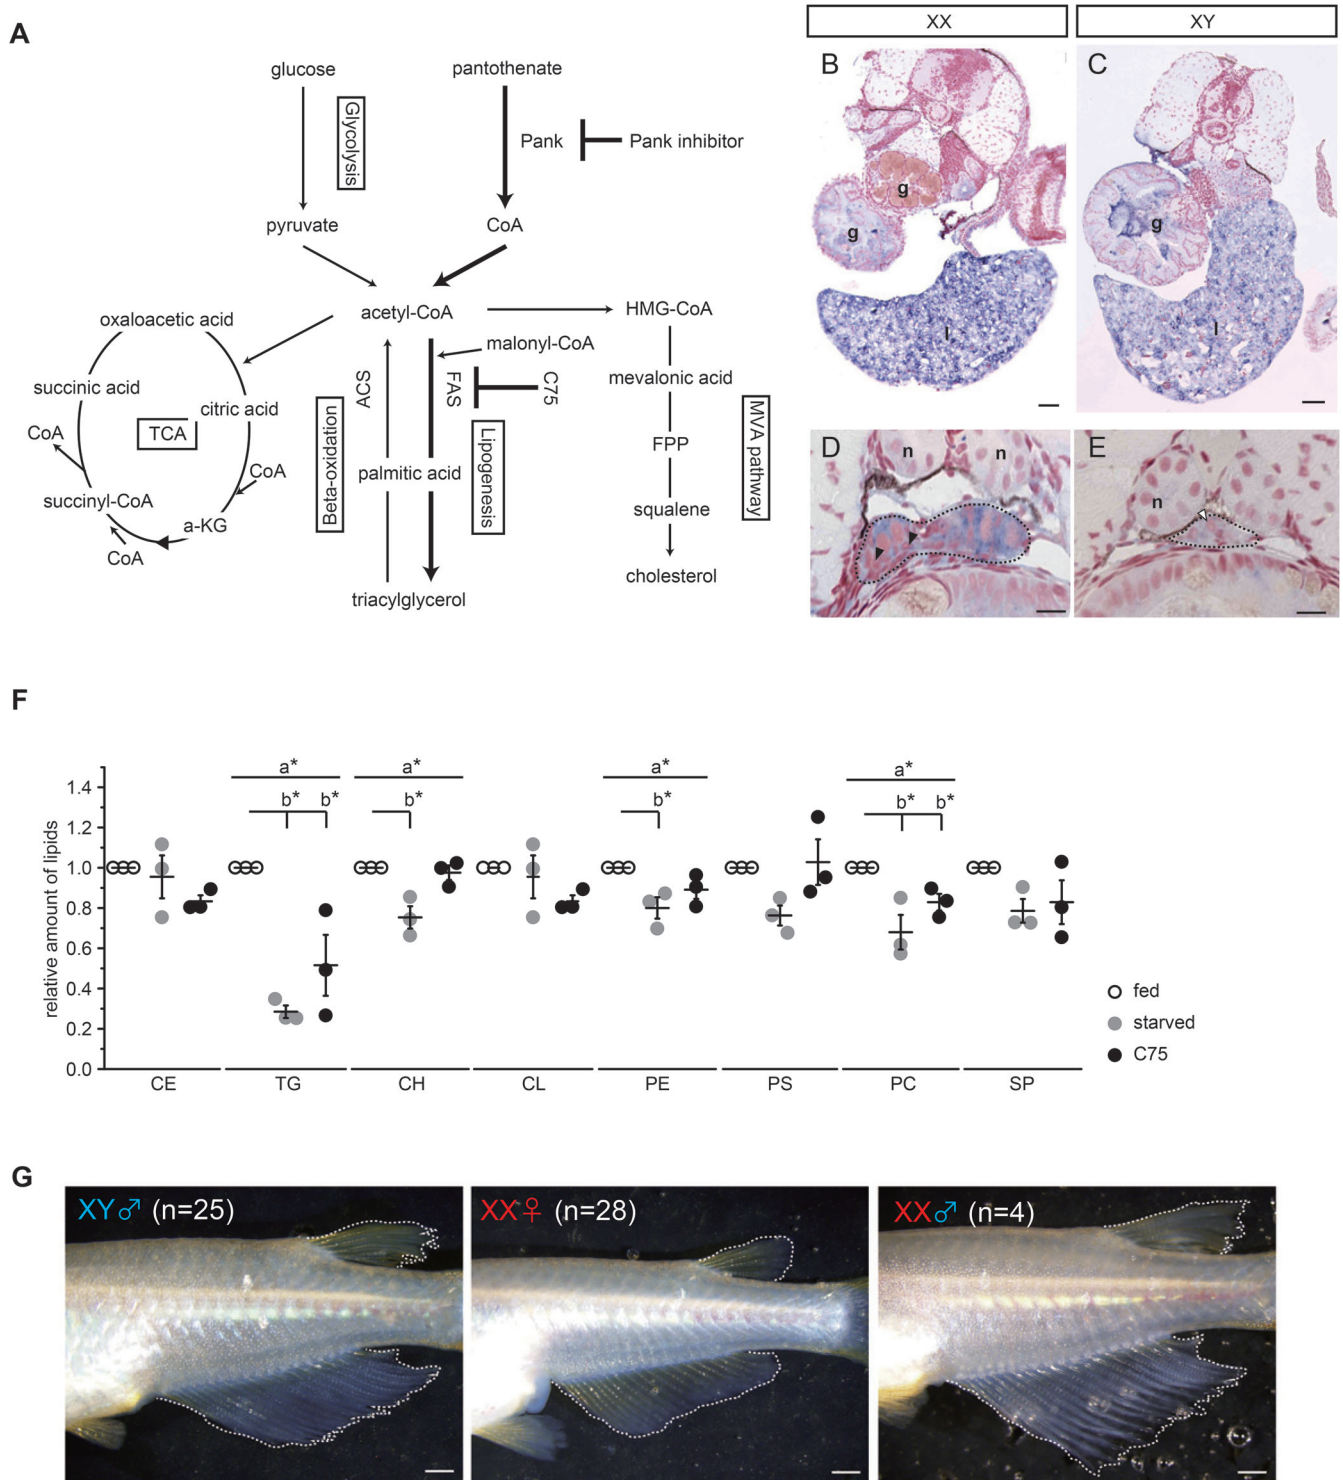 A
glucose
pantothenate
Glycolysis
Pank
Pank inhibitor
pyruvate
CoA
acetyl-CoA
HMG-CoA
oxaloacetic acid
malonyl-CoA
succinic acid
citric acid
TCA
CoA
CoA
succinyl-CoA
a-KG
CoA
Beta-oxidation
ACS
FAS
C75
Lipogenesis
palmitic acid
triacylglycerol
mevalonic acid
FPP
squalene
cholesterol
MVA pathway
XX
XY
B
g
g
l
C
g
l
D
n
n
E
n
F
relative amount of lipids
1.4
1.2
1.0
0.8
0.6
0.4
0.2
0.0
a*
b*
b*
a*
b*
a*
b*
a*
b*
b*
CE
TG
CH
CL
PE
PS
PC
SP
fed
starved
C75
G
XY♂ (n=25)
XX♀ (n=28)
XX♂ (n=4)